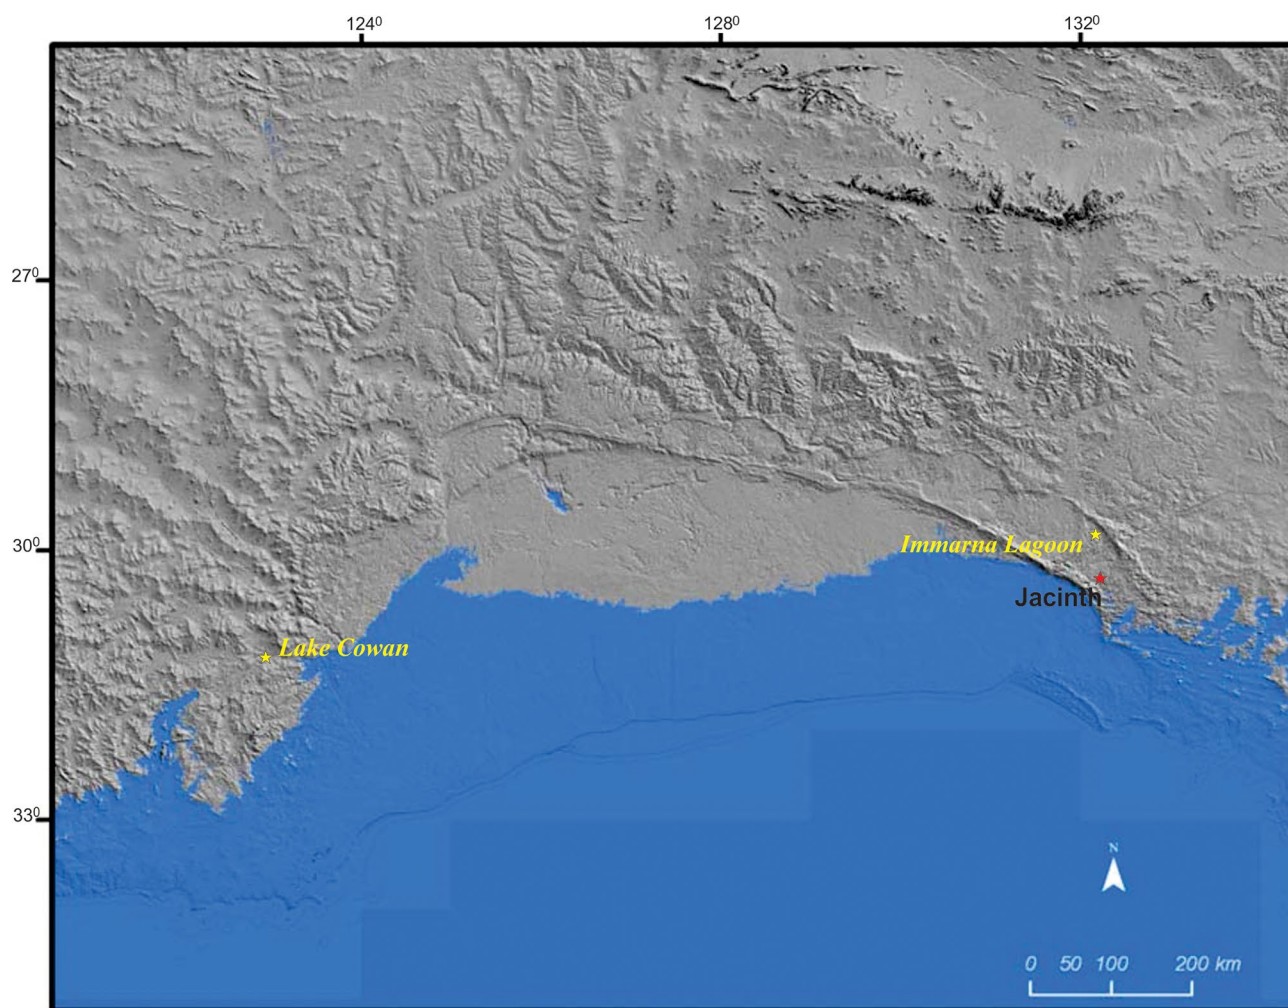 124⁰ 128⁰ 132⁰
27⁰
30⁰
Immarna Lagoon
Jacinth
Lake Cowan
33⁰
N
0 50 100 200 km